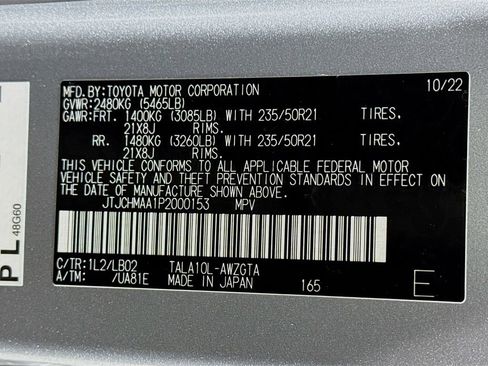 MFD.BY:TOYOTA MOTOR CORPORATION 10/22
GVWR:2480KG (5465LB)
GAWR:FRT. 1400KG (3085LB) WITH 235/50R21 TIRES.
21X8J RIMS.
RR. 1480KG (3260LB) WITH 235/50R21 TIRES.
21X8J RIMS.
THIS VEHICLE CONFORMS TO ALL APPLICABLE FEDERAL MOTOR
VEHICLE SAFETY AND THEFT PREVENTION STANDARDS IN EFFECT ON
THE DATE OF MANUFACTURE SHOWN ABOVE.
JTJCHMAA1P2000153 MPV
C/TR:1L2/LB02 TALA10L-AWZGTA
A/TM: /UA81E MADE IN JAPAN 165 E
PL
48G60